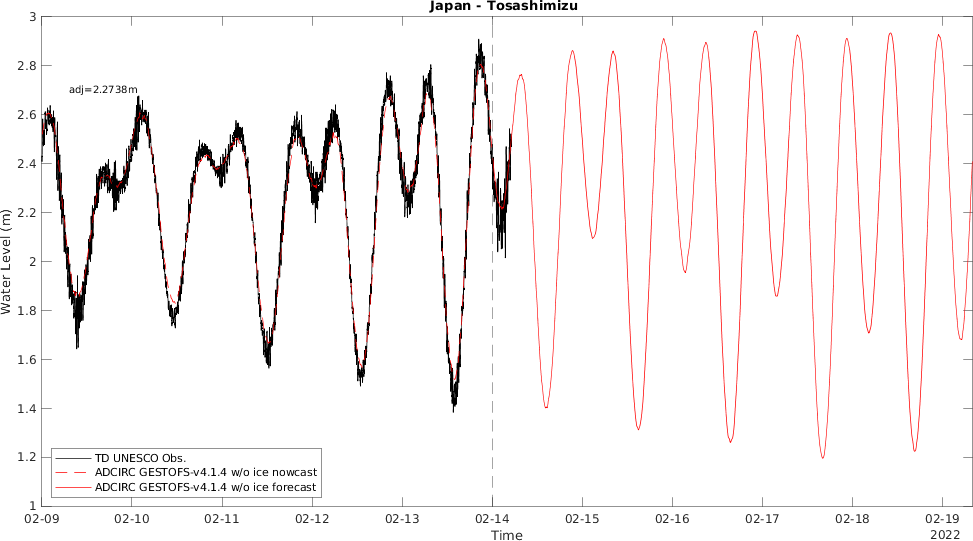 Japan - Tosashimizu
3
2.8
2.6
2.4
2.2
2
1.8
1.6
1.4
1.2
1
Water Level (m)
adj=2.2738m
TD UNESCO Obs.
ADCIRC GESTOFS-v4.1.4 w/o ice nowcast
ADCIRC GESTOFS-v4.1.4 w/o ice forecast
02-09 02-10 02-11 02-12 02-13 02-14 02-15 02-16 02-17 02-18 02-19
2022
Time